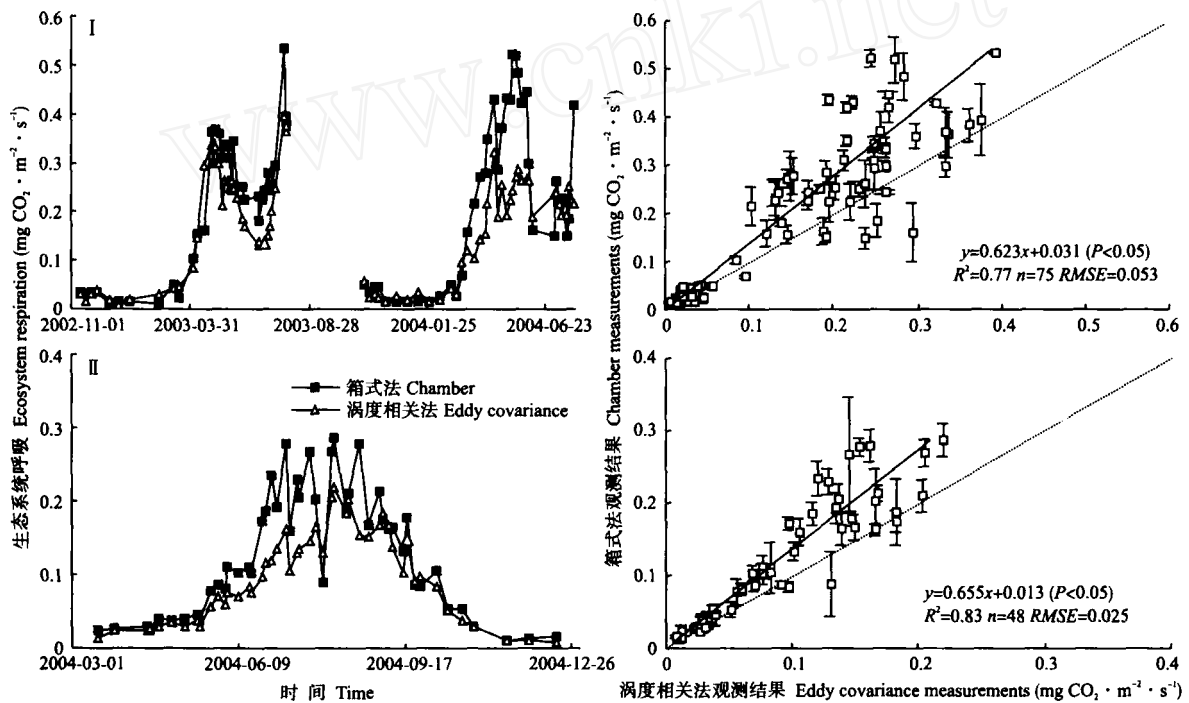 www.cnki.net
生态系统呼吸 Ecosystem respiration (mg CO₂ · m⁻² · s⁻¹)
I
0.6
0.5
0.4
0.3
0.2
0.1
0
2002-11-01 2003-03-31 2003-08-28 2004-01-25 2004-06-23
箱式法观测结果 Chamber measurements (mg CO₂ · m⁻² · s⁻¹)
0.6
0.5
0.4
0.3
0.2
0.1
y=0.623x+0.031 (P<0.05)
R²=0.77 n=75 RMSE=0.053
0 0.1 0.2 0.3 0.4 0.5 0.6
II
0.4
0.3
0.2
0.1
0
箱式法 Chamber
涡度相关法 Eddy covariance
2004-03-01 2004-06-09 2004-09-17 2004-12-26
时 间 Time
0.4
0.3
0.2
0.1
y=0.655x+0.013 (P<0.05)
R²=0.83 n=48 RMSE=0.025
0 0.1 0.2 0.3 0.4
涡度相关法观测结果 Eddy covariance measurements (mg CO₂ · m⁻² · s⁻¹)